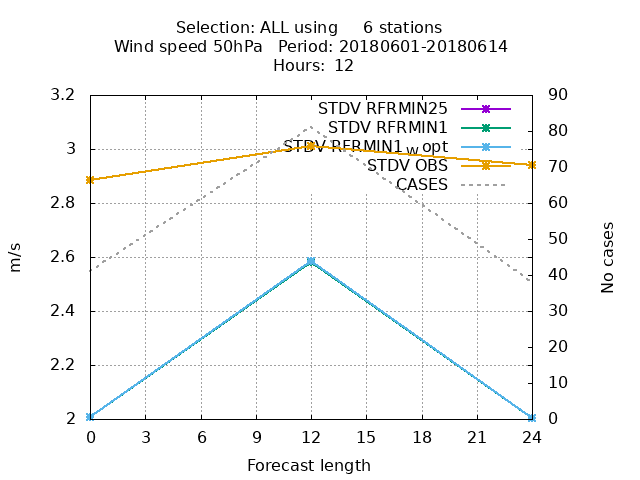 Selection: ALL using     6 stations
Wind speed 50hPa   Period: 20180601-20180614
Hours:  12
3.2
3
2.8
2.6
2.4
2.2
2
m/s
STDV RFRMIN25
STDV RFRMIN1
STDV RFRMIN1_w opt
STDV OBS
CASES
90
80
70
60
50
40
30
20
10
0
No cases
0 3 6 9 12 15 18 21 24
Forecast length